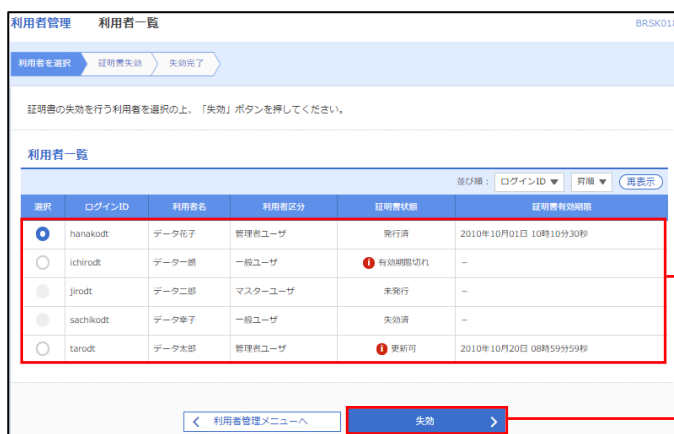 利用者管理 利用者一覧 BRSK018
利用者を選択 証明書失効 失効完了
証明書の失効を行う利用者を選択の上、「失効」ボタンを押してください。
利用者一覧
並び順： ログインID ▼ 昇順 ▼ 再表示
選択 ログインID 利用者名 利用者区分 証明書状態 証明書有効期限
hanakodt データ花子 管理者ユーザ 発行済 2010年10月01日 10時10分30秒
ichirodt データ一朗 一般ユーザ 有効期限切れ －
jirodt データ二郎 マスターユーザ 未発行 －
sachikodt データ幸子 一般ユーザ 失効済 －
tarodt データ太郎 管理者ユーザ 更新可 2010年10月20日 08時59分59秒
利用者管理メニューへ 失効